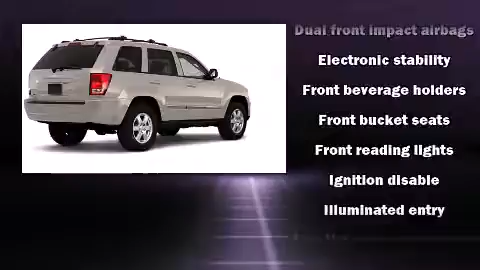 Dual front impact airbags
Electronic stability
Front beverage holders
Front bucket seats
Front reading lights
Ignition disable
Illuminated entry